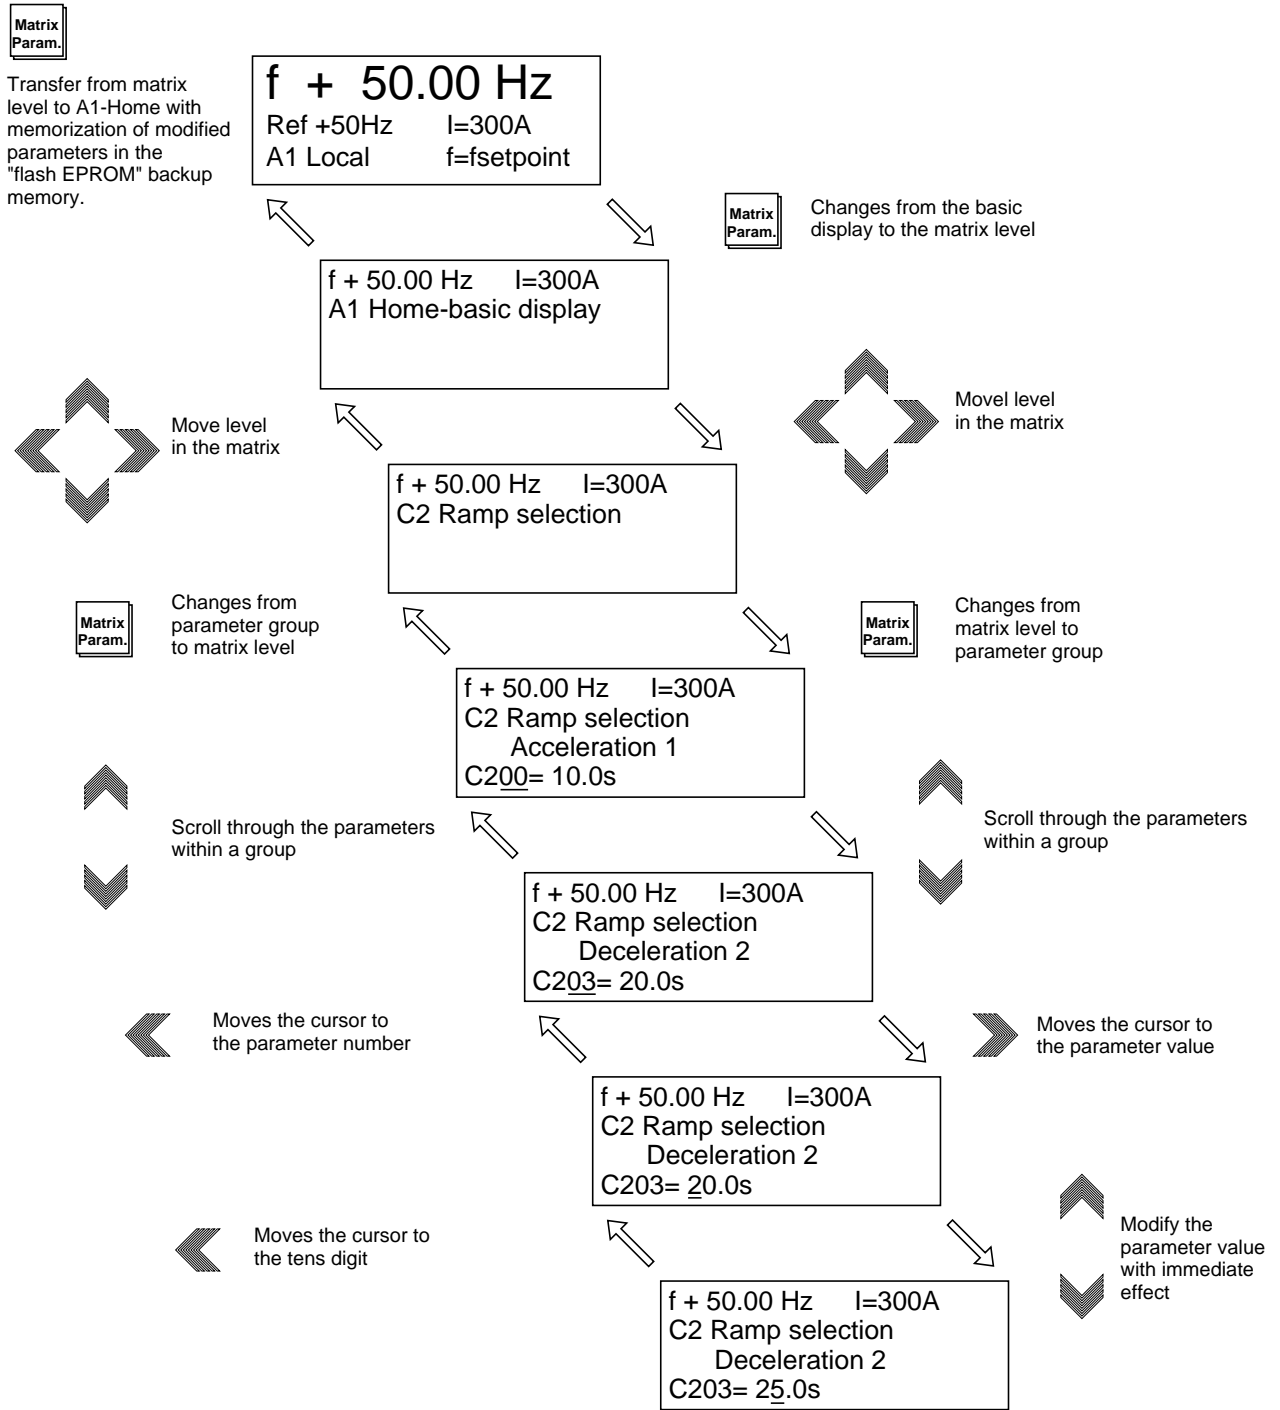 Matrix
Param.
Transfer from matrix
level to A1-Home with
memorization of modified
parameters in the
"flash EPROM" backup
memory.
f + 50.00 Hz
Ref +50Hz I=300A
A1 Local f=fsetpoint
Matrix
Param.
Changes from the basic
display to the matrix level
f + 50.00 Hz I=300A
A1 Home-basic display
Move level
in the matrix
Movel level
in the matrix
f + 50.00 Hz I=300A
C2 Ramp selection
Matrix
Param.
Changes from
parameter group
to matrix level
Matrix
Param.
Changes from
matrix level to
parameter group
f + 50.00 Hz I=300A
C2 Ramp selection
Acceleration 1
C200= 10.0s
Scroll through the parameters
within a group
Scroll through the parameters
within a group
f + 50.00 Hz I=300A
C2 Ramp selection
Deceleration 2
C203= 20.0s
Moves the cursor to
the parameter number
Moves the cursor to
the parameter value
f + 50.00 Hz I=300A
C2 Ramp selection
Deceleration 2
C203= 20.0s
Moves the cursor to
the tens digit
Modify the
parameter value
with immediate
effect
f + 50.00 Hz I=300A
C2 Ramp selection
Deceleration 2
C203= 25.0s